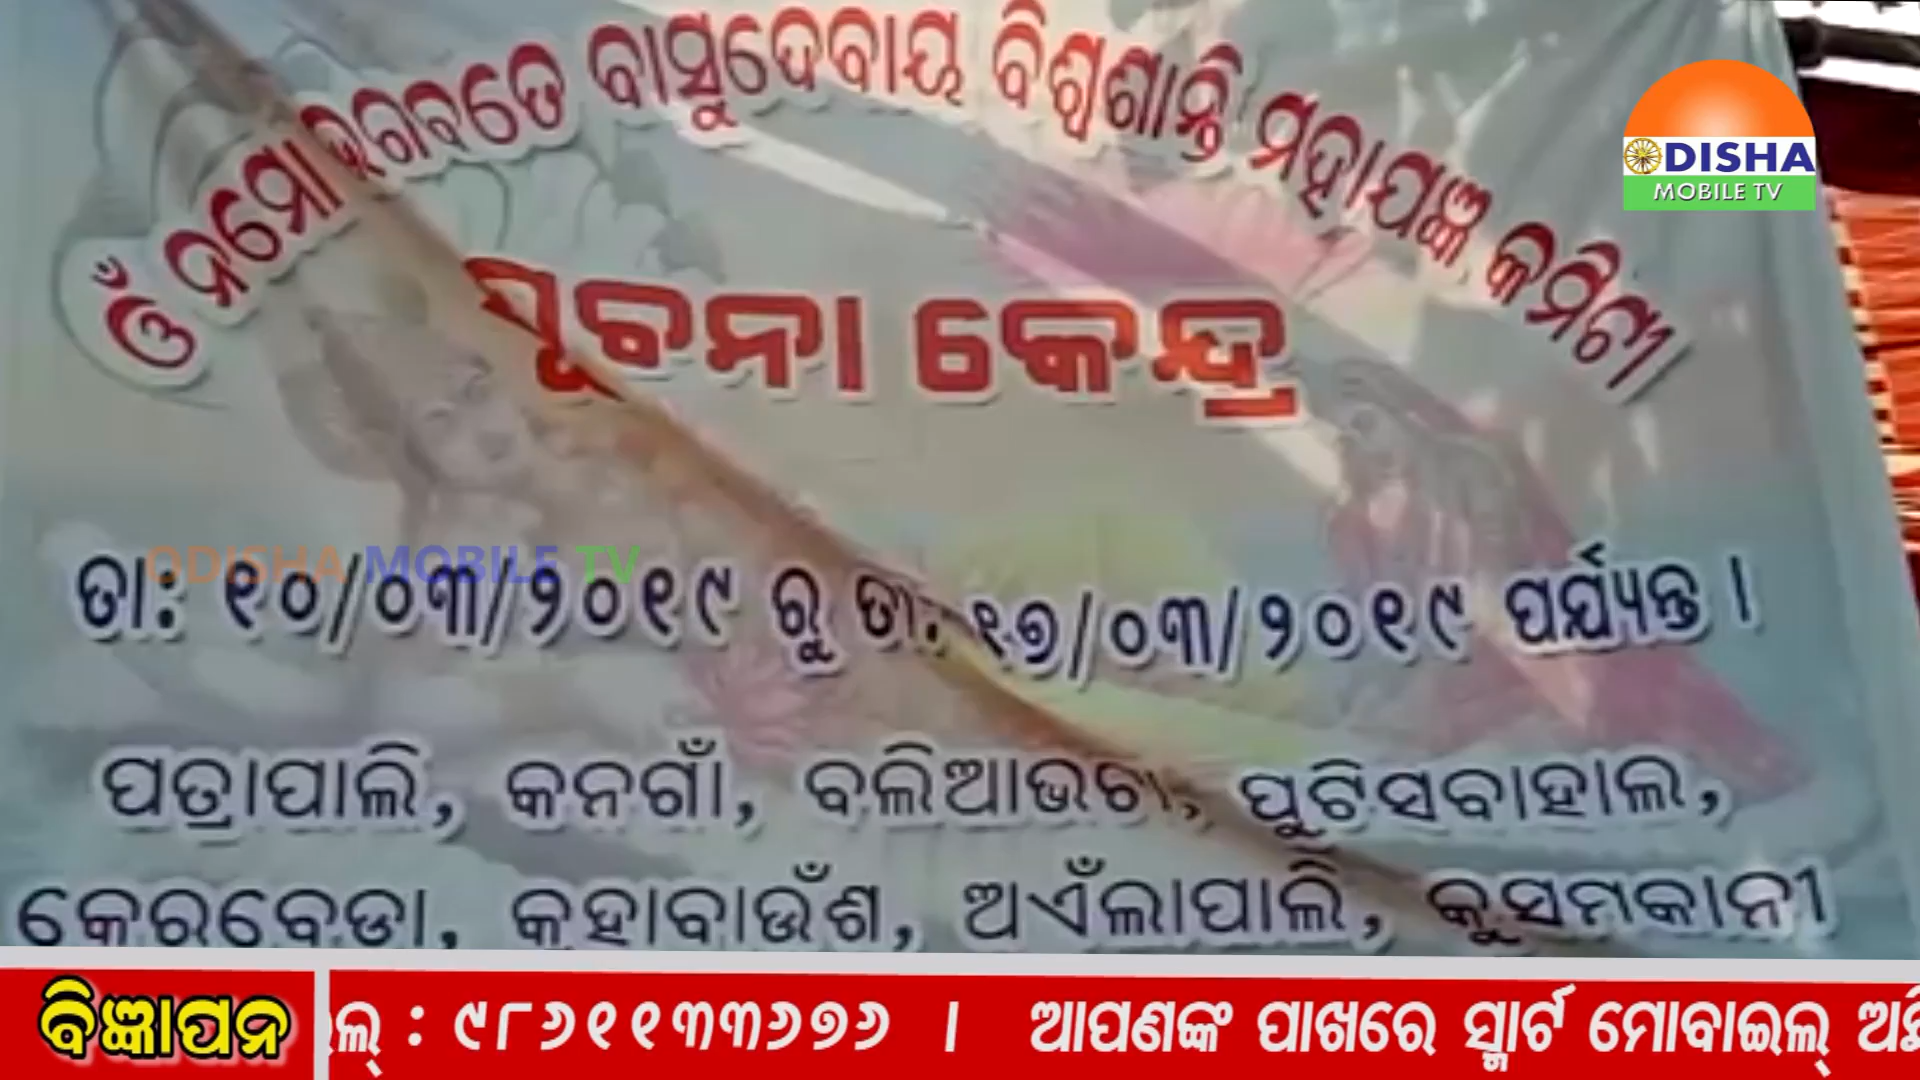 ଓଁ ନମୋ ଭଗବତେ ବାସୁଦେବାୟ ବିଶ୍ୱଶାନ୍ତି ମହାଯଜ୍ଞ କମିଟୀ
ସୂଚନା କେନ୍ଦ୍ର
ODISHA MOBILE TV
ODISHA MOBILE TV
ତା: ୧୦/୦୩/୨୦୧୯ ରୁ ତା: ୧୭/୦୩/୨୦୧୯ ପର୍ଯ୍ୟନ୍ତ ।
ପତ୍ରାପାଲି, କନଗାଁ, ବଲିଆଭଟା, ପୁଟିସବାହାଲ,
କେରବେଡା, କୁହାବାଉଁଶ, ଅଏଁଲାପାଲି, କୁସମକାନୀ
ବିଜ୍ଞାପନ
: ୯୮୬୧୧୩୩୬୭୬ । ଆପଣଙ୍କ ପାଖରେ ସ୍ମାର୍ଟ ମୋବାଇଲ୍